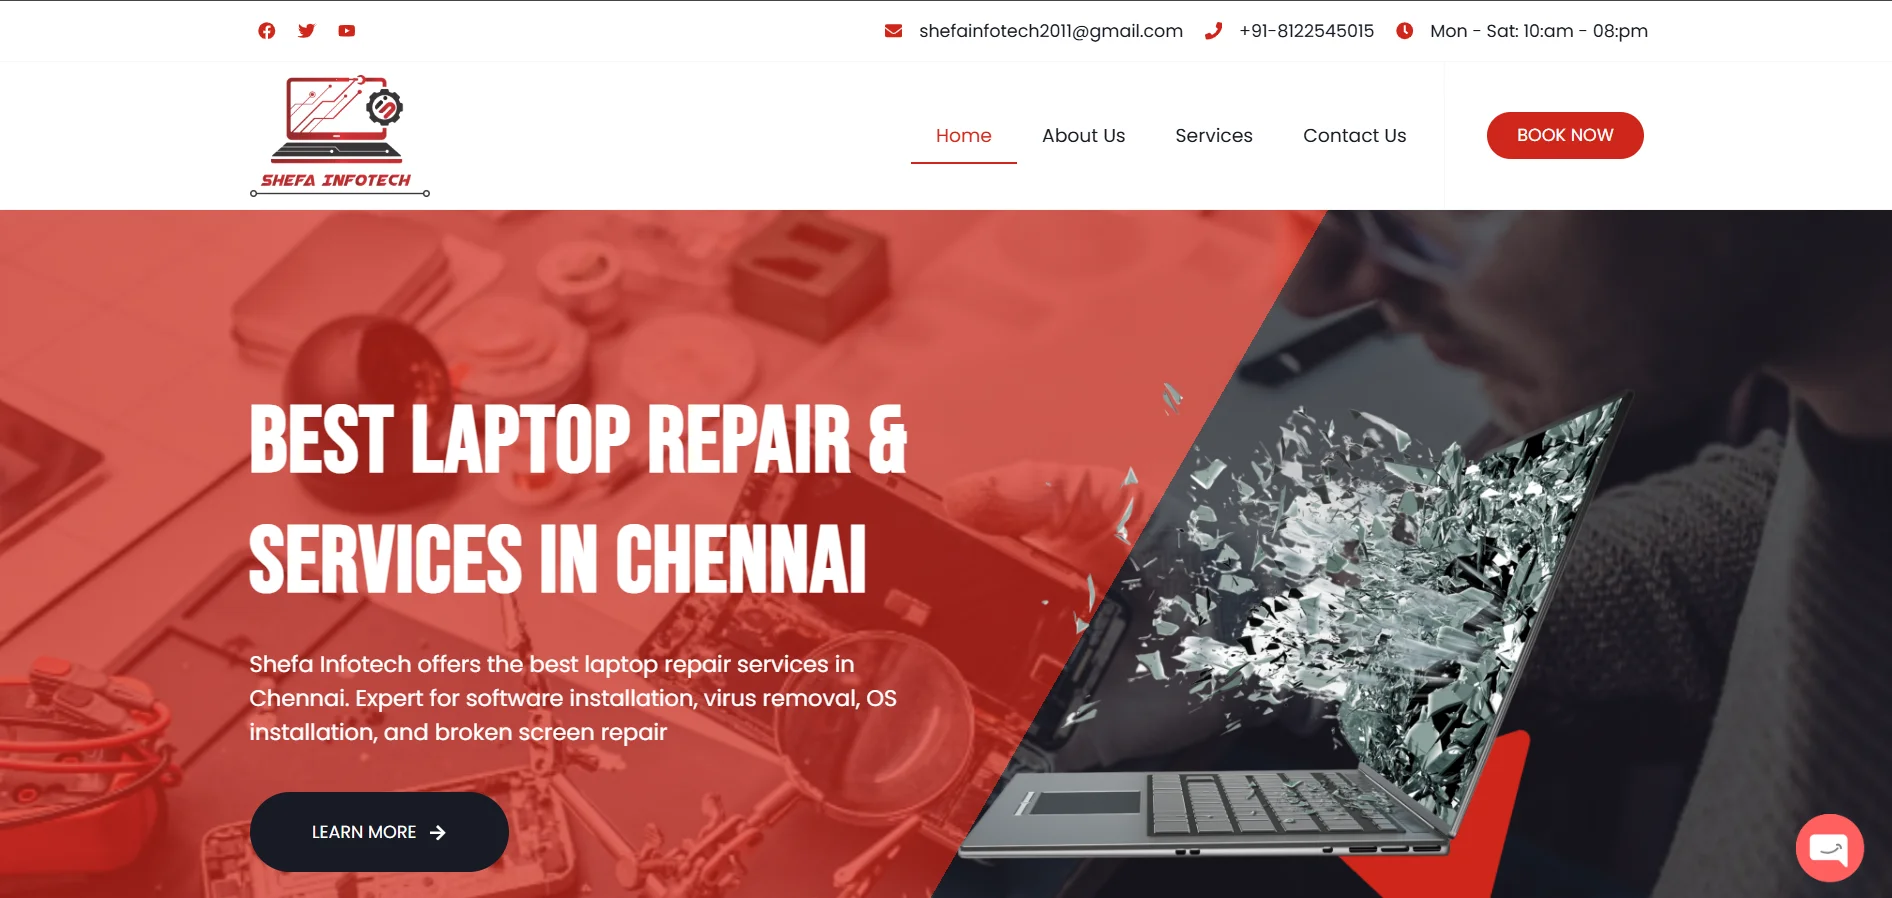 shefainfotech2011@gmail.com
+91-8122545015
Mon - Sat: 10:am - 08:pm
SHEFA INFOTECH
Home
About Us
Services
Contact Us
BOOK NOW
BEST LAPTOP REPAIR &
SERVICES IN CHENNAI
Shefa Infotech offers the best laptop repair services in
Chennai. Expert for software installation, virus removal, OS
installation, and broken screen repair
LEARN MORE